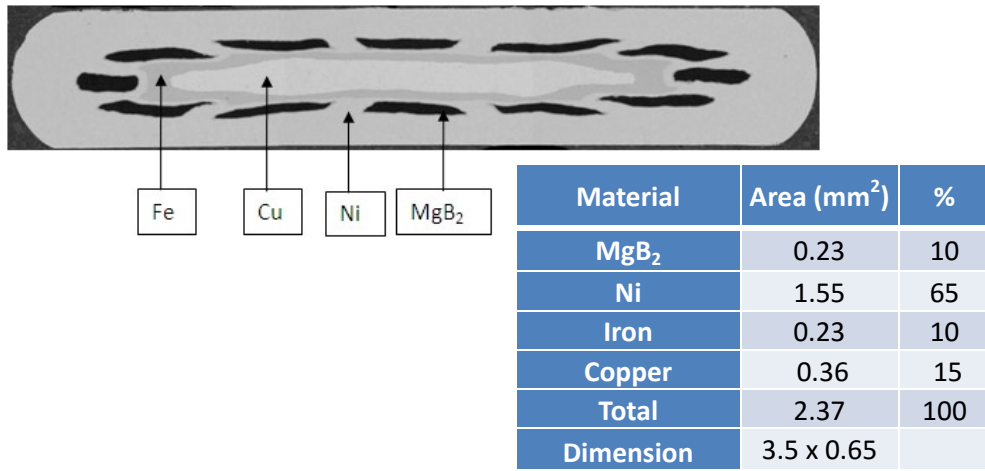 Fe
Cu
Ni
MgB₂
Material Area (mm²) %
MgB₂ 0.23 10
Ni 1.55 65
Iron 0.23 10
Copper 0.36 15
Total 2.37 100
Dimension 3.5 x 0.65